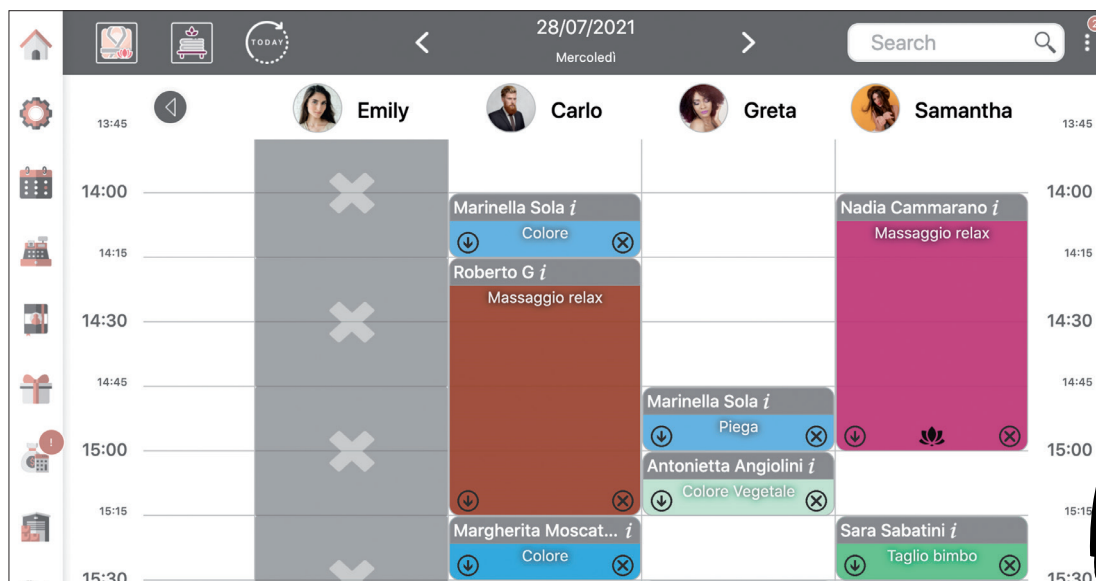 28/07/2021
Mercoledì
TODAY
Search
2
Emily
Carlo
Greta
Samantha
13:45
13:45
14:00
14:00
Marinella Sola i
Colore
Nadia Cammarano i
Massaggio relax
14:15
14:15
Roberto G i
Massaggio relax
14:30
14:30
14:45
14:45
Marinella Sola i
Piega
15:00
15:00
Antonietta Angiolini i
Colore Vegetale
15:15
15:15
Margherita Moscat... i
Colore
Sara Sabatini i
Taglio bimbo
15:30
15:30
!